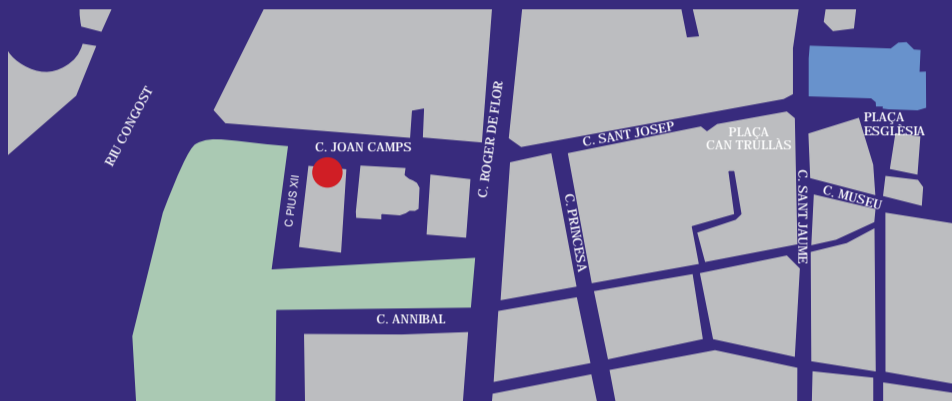 RIU CONGOST
C. JOAN CAMPS
C PIUS XII
C. ROGER DE FLOR
C. SANT JOSEP
C. PRINCESA
PLAÇA
CAN TRULLÀS
C. SANT JAUME
PLAÇA
ESGLÈSIA
C. MUSEU
C. ANNIBAL